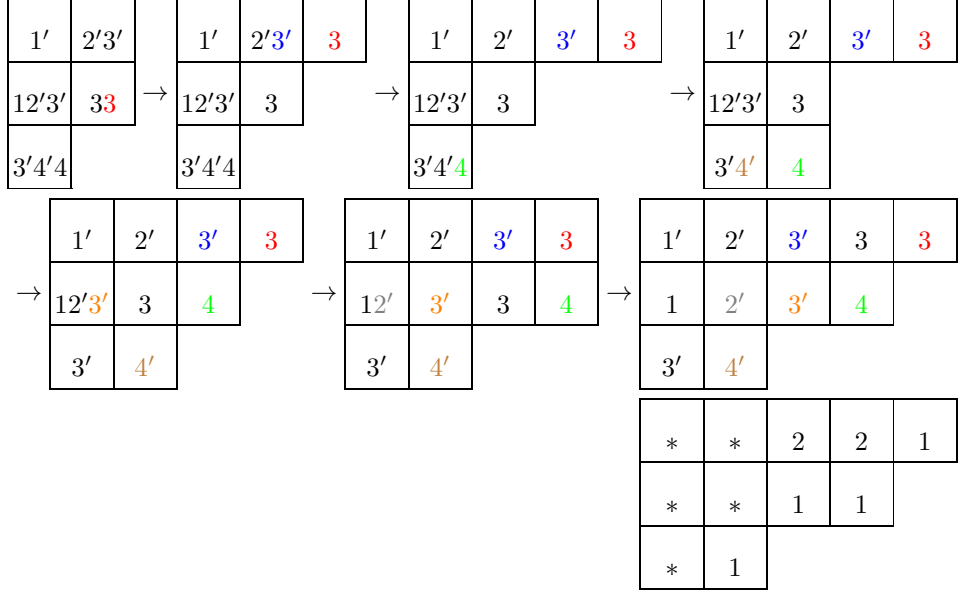 1′ 2′3′ 1′ 2′3′ 3 1′ 2′ 3′ 3 1′ 2′ 3′ 3
12′3′ 33 → 12′3′ 3 → 12′3′ 3 → 12′3′ 3
3′4′4 3′4′4 3′4′4 3′4′ 4
1′ 2′ 3′ 3 1′ 2′ 3′ 3 1′ 2′ 3′ 3 3
→ 12′3′ 3 4 → 12′ 3′ 3 4 → 1 2′ 3′ 4
3′ 4′ 3′ 4′ 3′ 4′
∗ ∗ 2 2 1
∗ ∗ 1 1
∗ 1